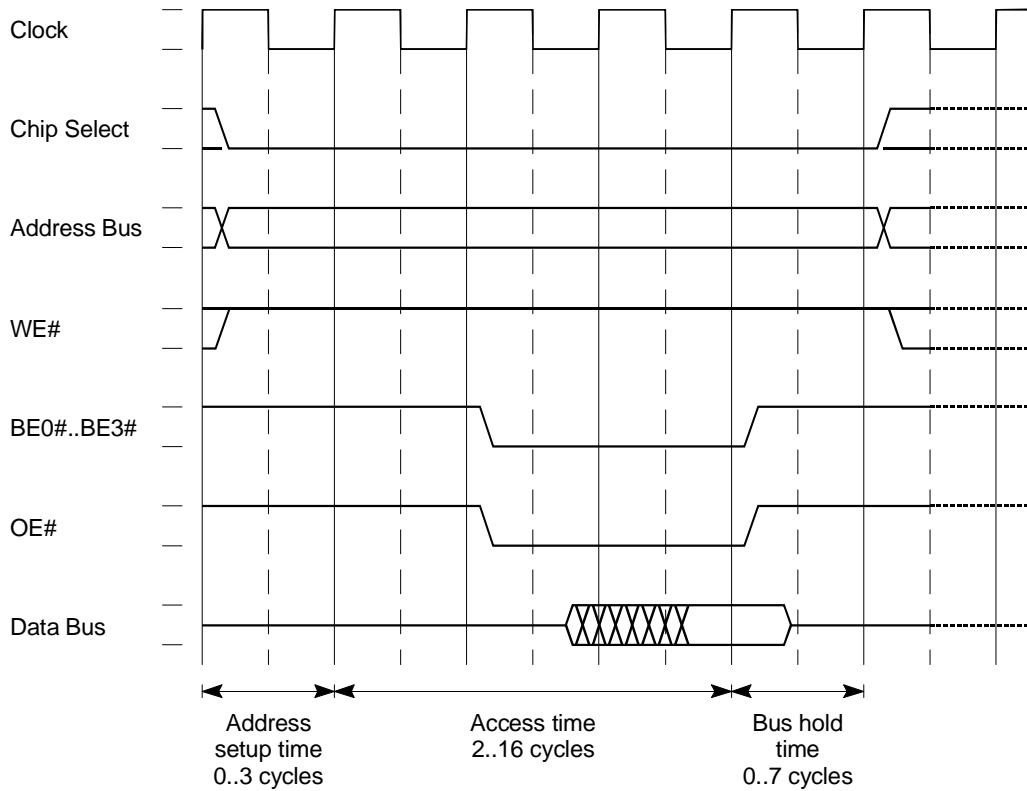 Clock
Chip Select
Address Bus
WE#
BE0#..BE3#
OE#
Data Bus
Address
setup time
0..3 cycles
Access time
2..16 cycles
Bus hold
time
0..7 cycles